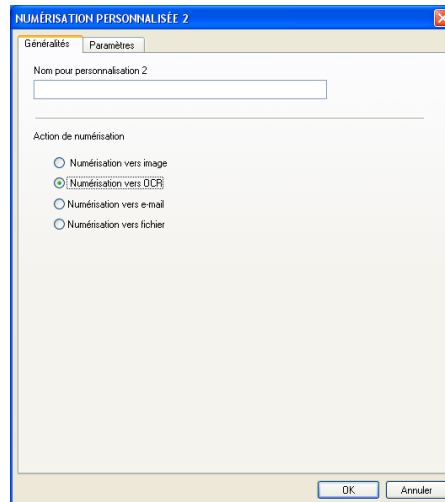 NUMÉRISATION PERSONNALISÉE 2
Généralités Paramètres
Nom pour personnalisation 2
Action de numérisation
Numérisation vers image
Numérisation vers OCR
Numérisation vers e-mail
Numérisation vers fichier
OK Annuler